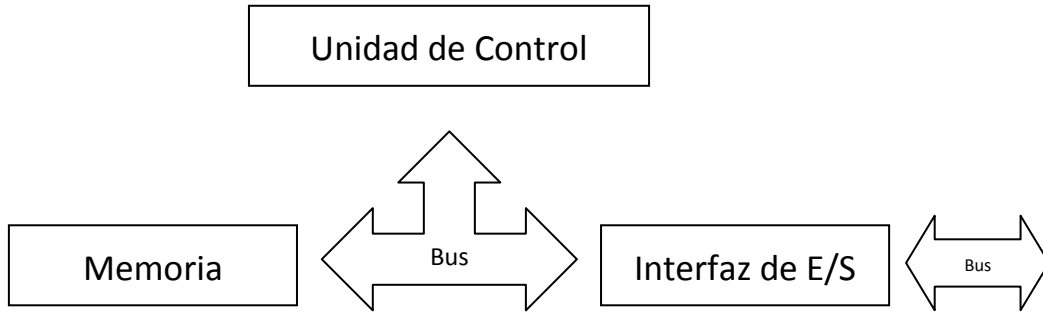 Unidad de Control
Memoria
Bus
Interfaz de E/S
Bus